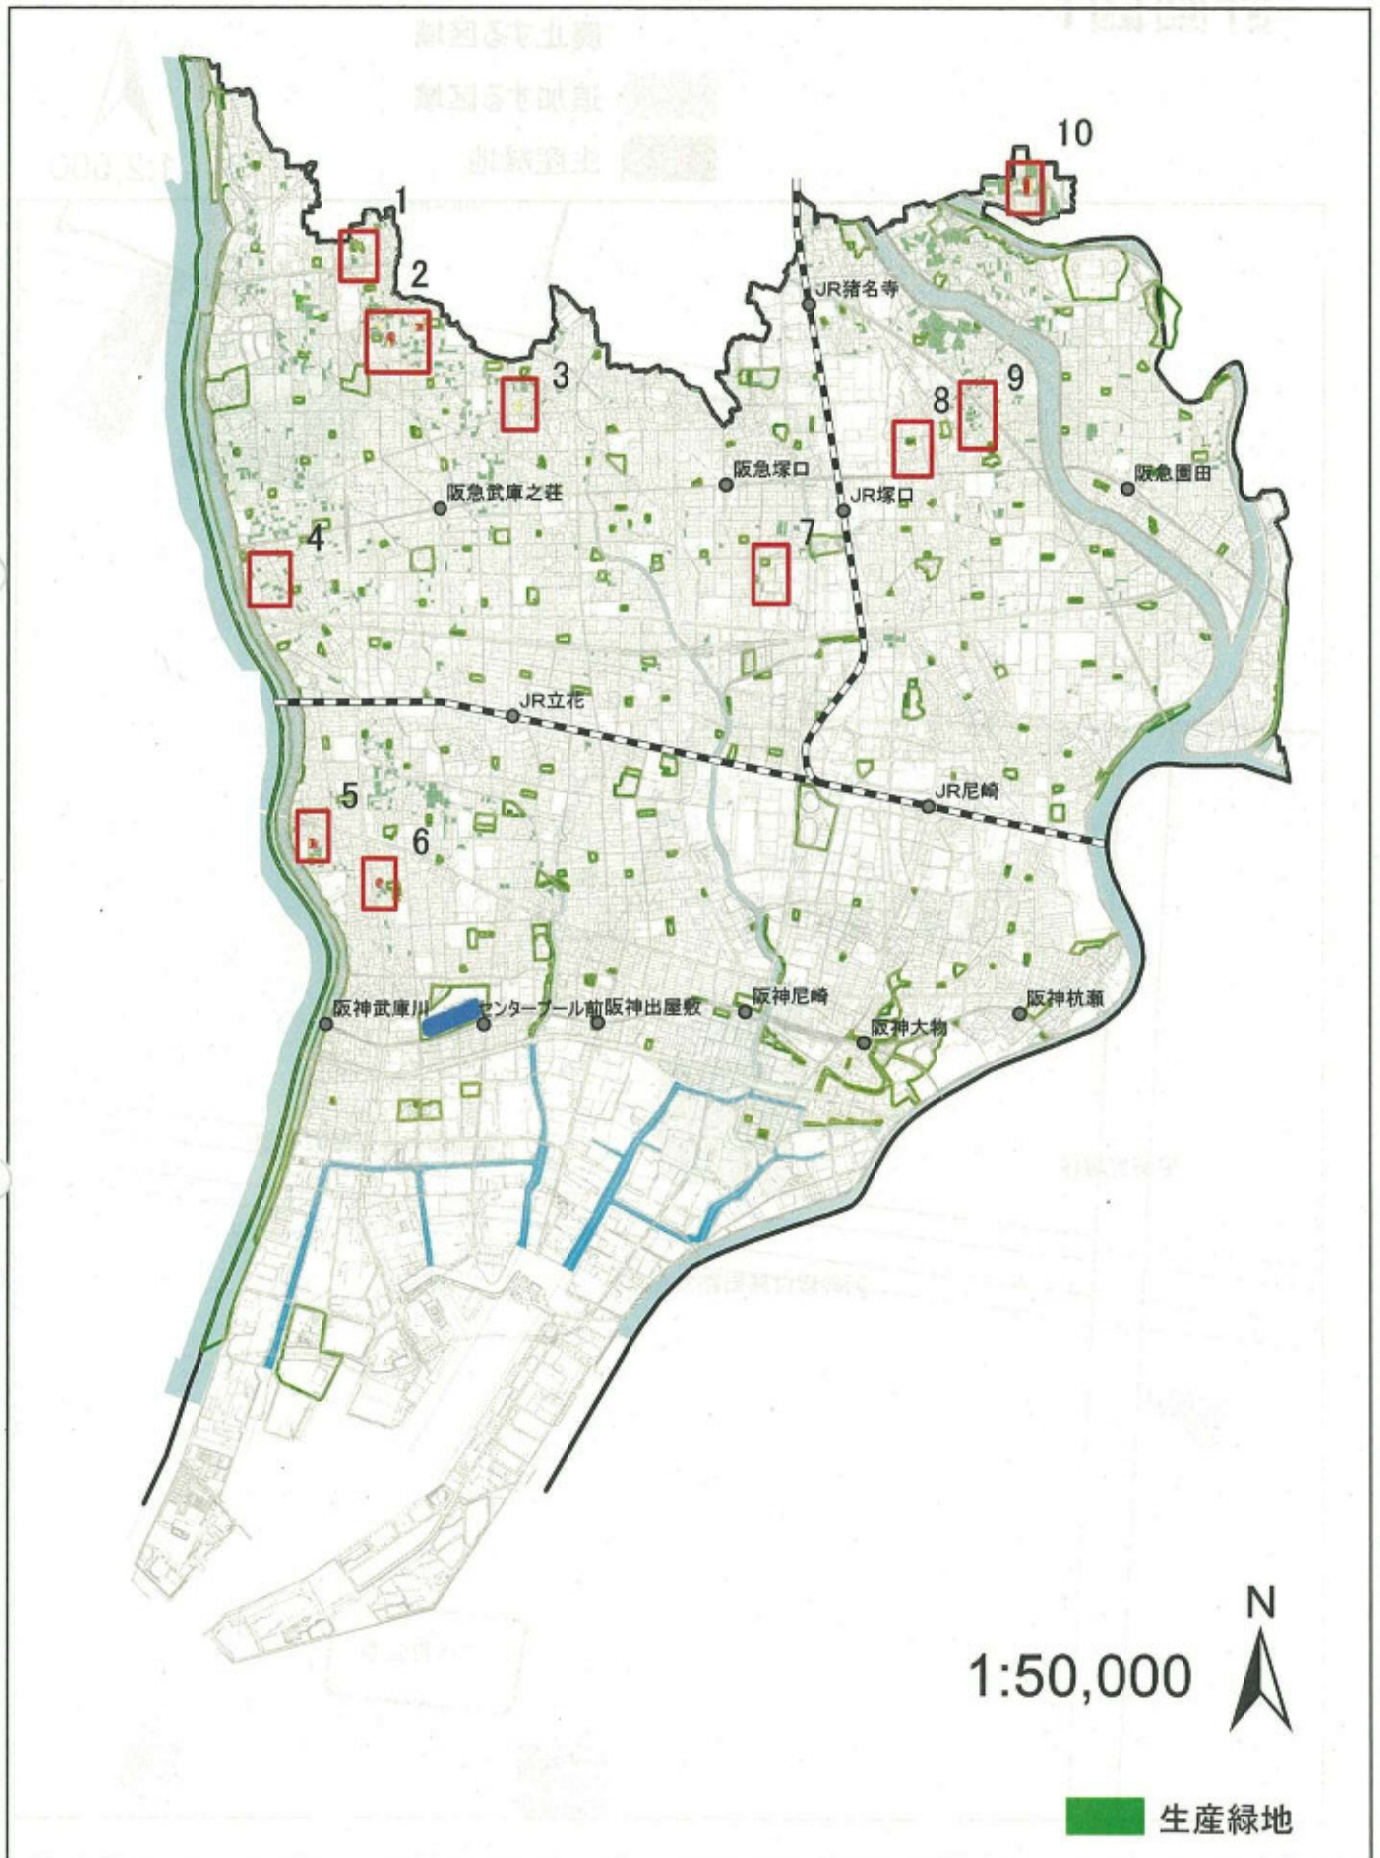 10
1
2
JR猪名寺
3
9
8
阪急塚口
阪急園田
阪急武庫之荘
JR塚口
4
7
JR立花
JR尼崎
5
6
阪神武庫川
センタープール前
阪神出屋敷
阪神尼崎
阪神杭瀬
阪神大物
N
1:50,000
生産緑地